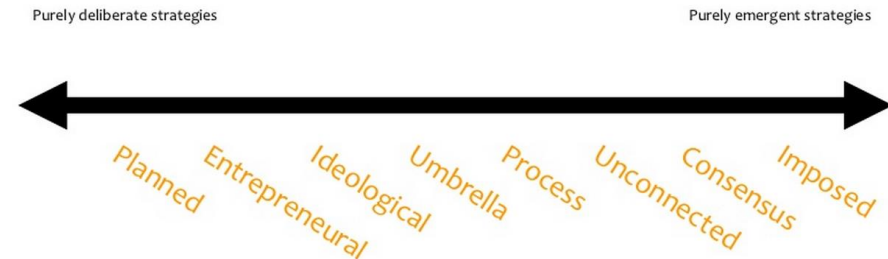 Purely deliberate strategies
Purely emergent strategies
Planned
Entrepreneural
Ideological
Umbrella
Process
Unconnected
Consensus
Imposed